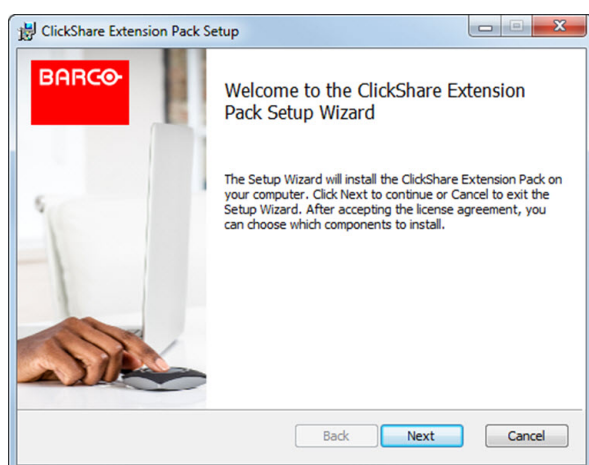 ClickShare Extension Pack Setup
BARCO
Welcome to the ClickShare Extension
Pack Setup Wizard
The Setup Wizard will install the ClickShare Extension Pack on
your computer. Click Next to continue or Cancel to exit the
Setup Wizard. After accepting the license agreement, you
can choose which components to install.
Back Next Cancel